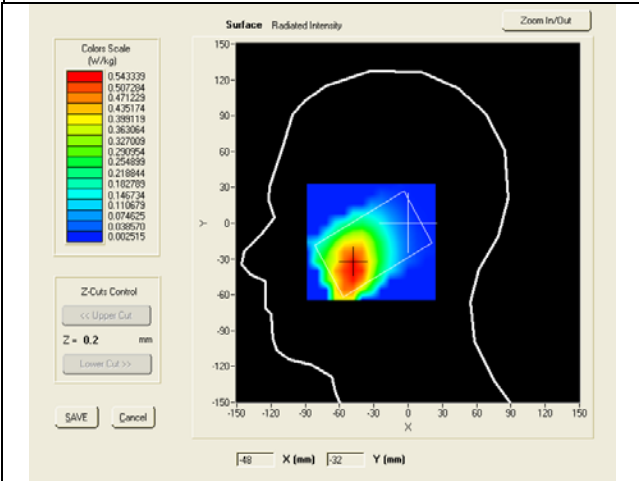 Surface Radiated Intensity
Zoom In/Out
Colors Scale
(W/kg)
0.543339
0.507284
0.471229
0.435174
0.399119
0.363064
0.327009
0.290954
0.254899
0.218844
0.182789
0.146734
0.110679
0.074625
0.038570
0.002515
Z-Cuts Control
<< Upper Cut
Z = 0.2 mm
Lower Cut >>
SAVE Cancel
150
120
90
60
30
0
-30
-60
-90
-120
-150
Y
-150 -120 -90 -60 -30 0 30 60 90 120 150
X
-48 X (mm) -32 Y (mm)